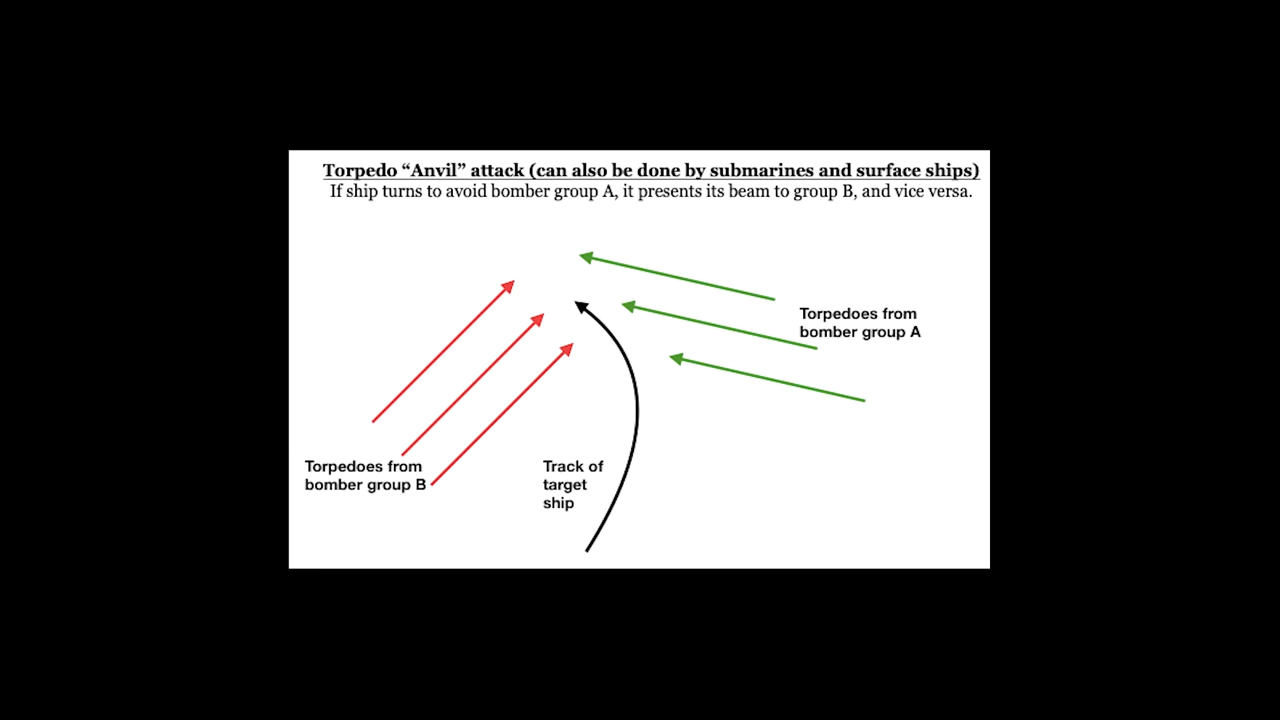 Torpedo “Anvil” attack (can also be done by submarines and surface ships)
If ship turns to avoid bomber group A, it presents its beam to group B, and vice versa.
Torpedoes from
bomber group A
Torpedoes from
bomber group B
Track of
target
ship